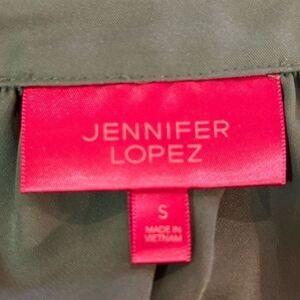 JENNIFER
LOPEZ
S
MADE IN
VIETNAM